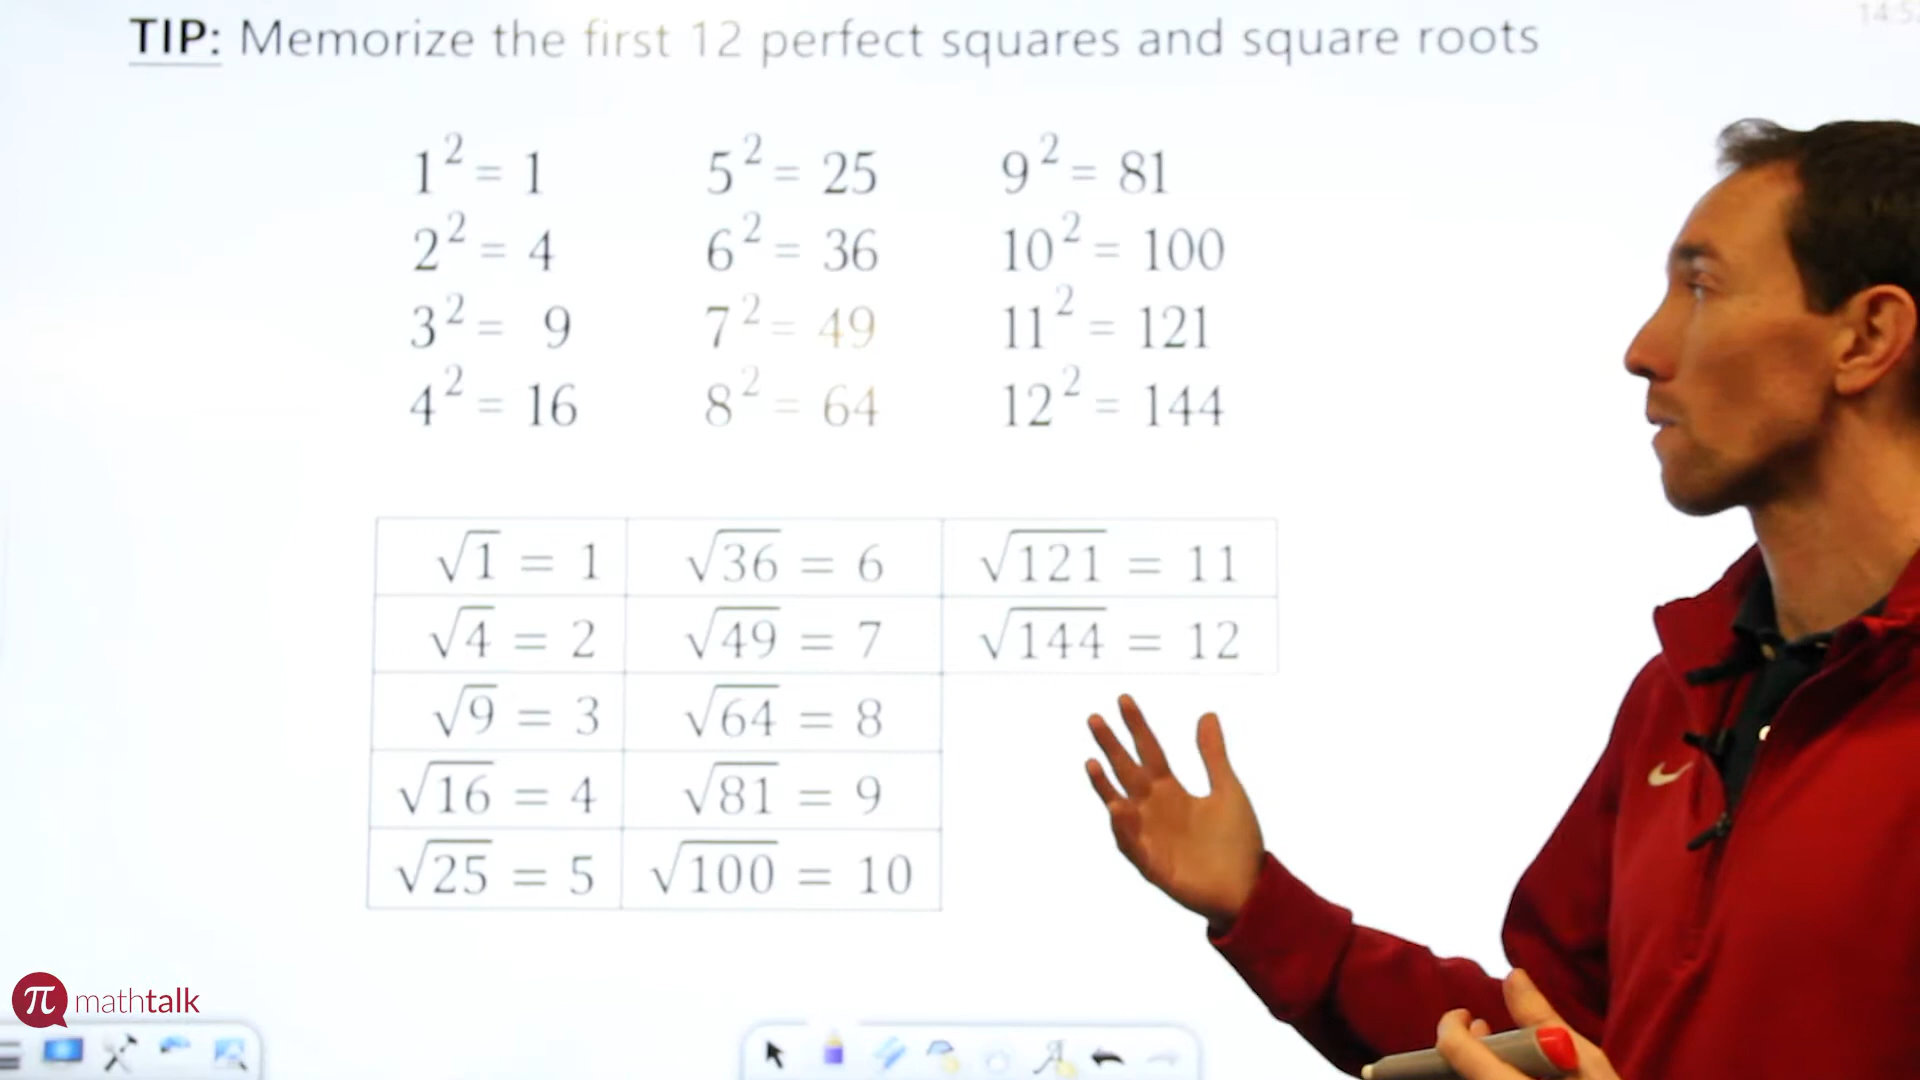 TIP: Memorize the first 12 perfect squares and square roots
1² = 1
2² = 4
3² = 9
4² = 16
5² = 25
6² = 36
7² = 49
8² = 64
9² = 81
10² = 100
11² = 121
12² = 144
√1 = 1
√4 = 2
√9 = 3
√16 = 4
√25 = 5
√36 = 6
√49 = 7
√64 = 8
√81 = 9
√100 = 10
√121 = 11
√144 = 12
π mathtalk